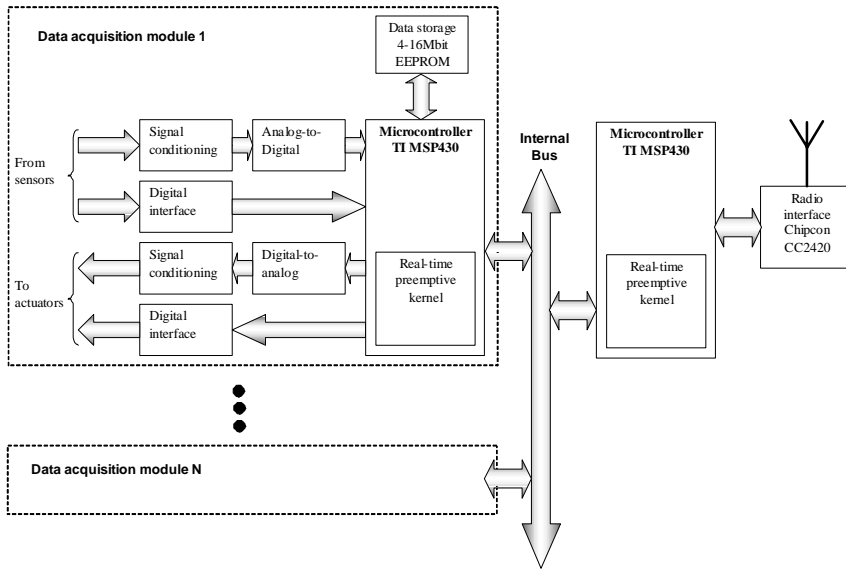 Data acquisition module 1
Data storage
4-16Mbit
EEPROM
From
sensors
Signal
conditioning
Analog-to-
Digital
Digital
interface
To
actuators
Signal
conditioning
Digital-to-
analog
Digital
interface
Microcontroller
TI MSP430
Real-time
preemptive
kernel
Internal
Bus
Microcontroller
TI MSP430
Real-time
preemptive
kernel
Radio
interface
Chipcon
CC2420
Data acquisition module N